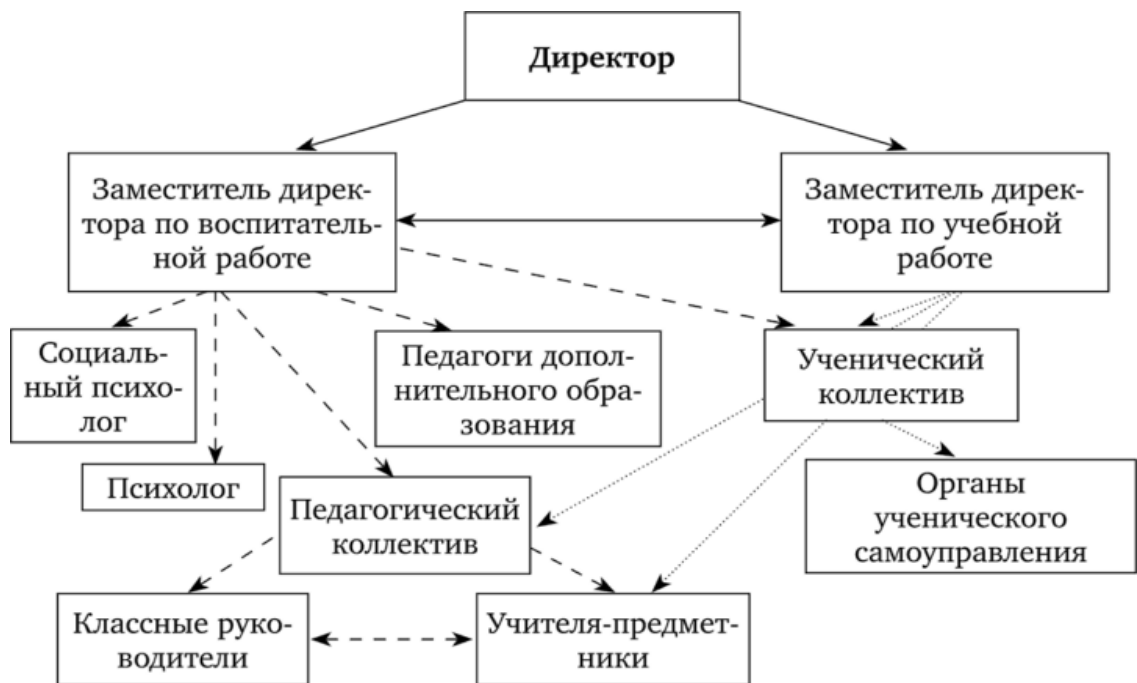 Директор
Заместитель дирек-
тора по воспитатель-
ной работе
Заместитель дирек-
тора по учебной
работе
Социаль-
ный психо-
лог
Педагоги допол-
нительного обра-
зования
Ученический
коллектив
Психолог
Педагогический
коллектив
Органы
ученического
самоуправления
Классные руко-
водители
Учителя-предмет-
ники